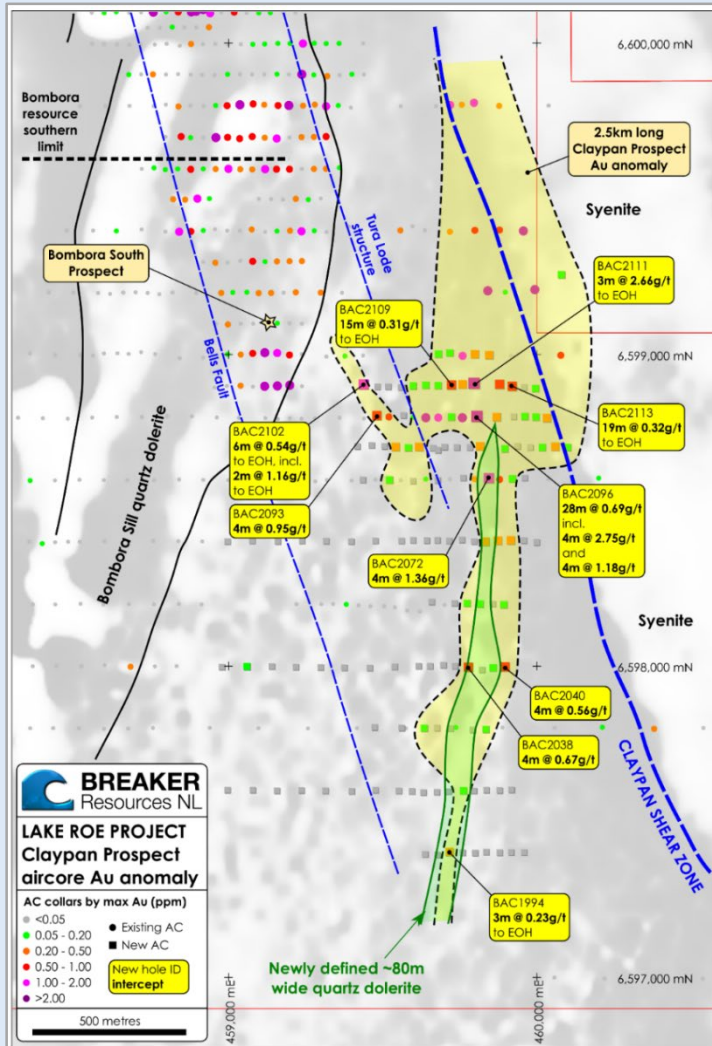 6,600,000 mN
Bombora
resource
southern
limit
2.5km long
Claypan Prospect
Au anomaly
Syenite
Bombora South
Prospect
Tura Lode
structure
Bells Fault
BAC2111
3m @ 2.66g/t
to EOH
BAC2109
15m @ 0.31g/t
to EOH
6,599,000 mN
BAC2102
6m @ 0.54g/t
to EOH, incl.
2m @ 1.16g/t
to EOH
BAC2113
19m @ 0.32g/t
to EOH
BAC2093
4m @ 0.95g/t
BAC2096
28m @ 0.69g/t
incl.
4m @ 2.75g/t
and
4m @ 1.18g/t
BAC2072
4m @ 1.36g/t
Bombora Sill quartz dolerite
Syenite
6,598,000 mN
BAC2040
4m @ 0.56g/t
BAC2038
4m @ 0.67g/t
CLAYPAN SHEAR ZONE
BREAKER
Resources NL
LAKE ROE PROJECT
Claypan Prospect
aircore Au anomaly
AC collars by max Au (ppm)
<0.05
0.05 - 0.20
0.20 - 0.50
0.50 - 1.00
1.00 - 2.00
>2.00
Existing AC
New AC
New hole ID
intercept
500 metres
BAC1994
3m @ 0.23g/t
to EOH
Newly defined ~80m
wide quartz dolerite
6,597,000 mN
459,000 mE
460,000 mE